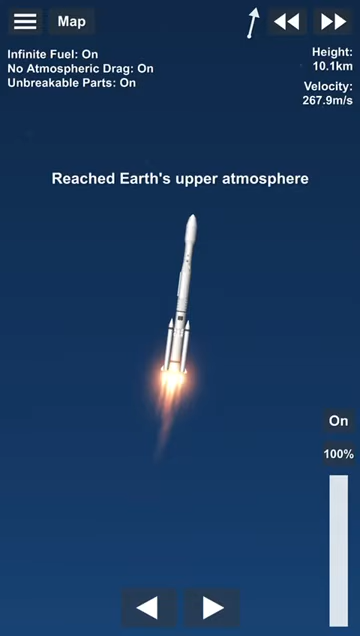 Map
Infinite Fuel: On
No Atmospheric Drag: On
Unbreakable Parts: On
Height:
10.1km
Velocity:
267.9m/s
Reached Earth's upper atmosphere
On
100%